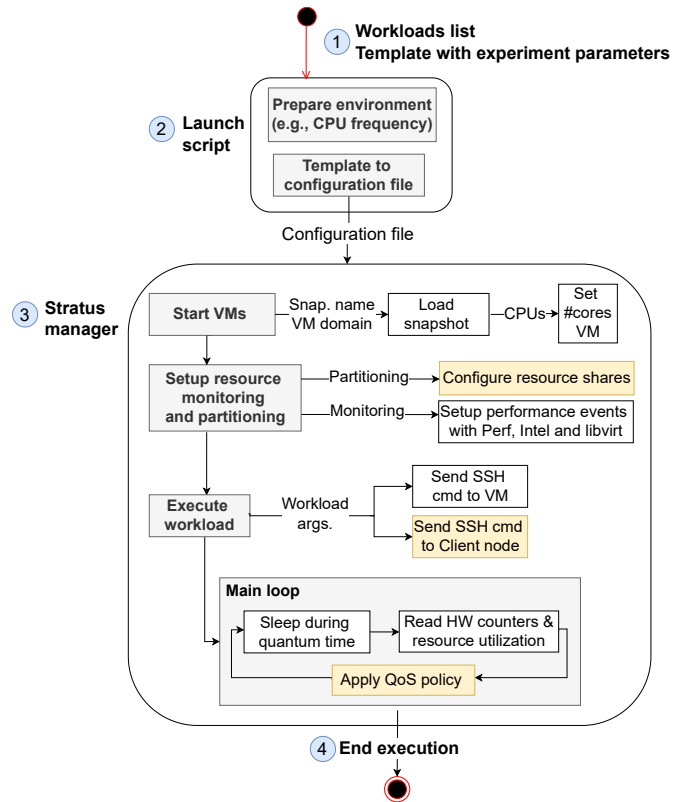 1
Workloads list
Template with experiment parameters
2
Launch
script
Prepare environment
(e.g., CPU frequency)
Template to
configuration file
Configuration file
3
Stratus
manager
Start VMs
Snap. name
VM domain
Load
snapshot
CPUs
Set
#cores
VM
Setup resource
monitoring
and partitioning
Partitioning
Configure resource shares
Monitoring
Setup performance events
with Perf, Intel and libvirt
Execute
workload
Workload
args.
Send SSH
cmd to VM
Send SSH cmd
to Client node
Main loop
Sleep during
quantum time
Read HW counters &
resource utilization
Apply QoS policy
4
End execution